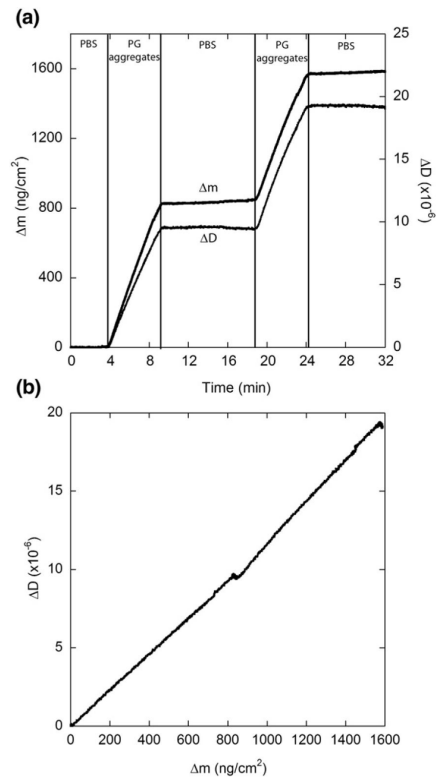 (a)
PBS PG aggregates PBS PG aggregates PBS
Δm (ng/cm²)
1600
1200
800
400
0
Δm
ΔD
25
20
15
10
5
0
ΔD (x10⁻⁶)
0 4 8 12 16 20 24 28 32
Time (min)
(b)
ΔD (x10⁻⁶)
20
15
10
5
0
0 200 400 600 800 1000 1200 1400 1600
Δm (ng/cm²)